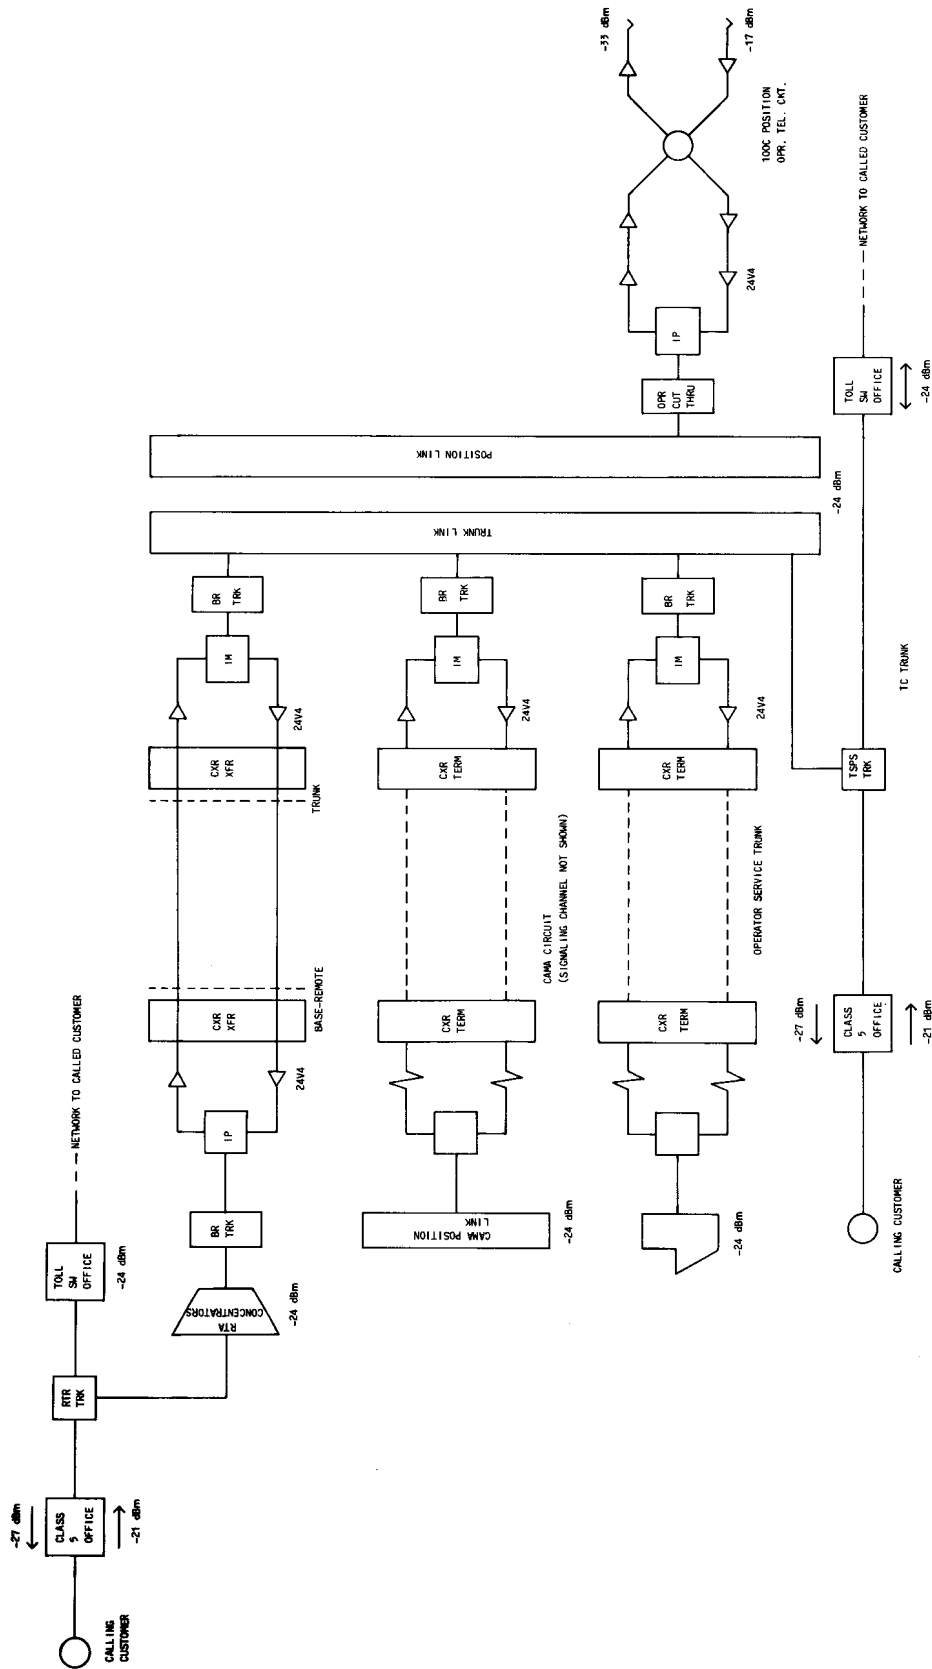 CALLING
CUSTOMER
-27 dBm
CLASS
5
OFFICE
-21 dBm
RTR
TRK
TOLL
SW
OFFICE
-24 dBm
NETWORK TO CALLED CUSTOMER
RTA
CONCENTRATORS
-24 dBm
BR
TRK
IP
24V4
CXR
XFR
BASE-REMOTE
TRUNK
CXR
XFR
24V4
IM
BR
TRK
CAMA POSITION
LINK
-24 dBm
CXR
TERM
CAMA CIRCUIT
(SIGNALING CHANNEL NOT SHOWN)
CXR
TERM
24V4
IM
BR
TRK
-24 dBm
CXR
TERM
OPERATOR SERVICE TRUNK
CXR
TERM
24V4
IM
BR
TRK
TRUNK LINK
POSITION LINK
-24 dBm
OPR
CUT
THRU
IP
24V4
100C POSITION
OPR. TEL. CKT.
-33 dBm
-17 dBm
CALLING CUSTOMER
-27 dBm
CLASS
5
OFFICE
-21 dBm
TSPS
TRK
TC TRUNK
TOLL
SW
OFFICE
-24 dBm
NETWORK TO CALLED CUSTOMER